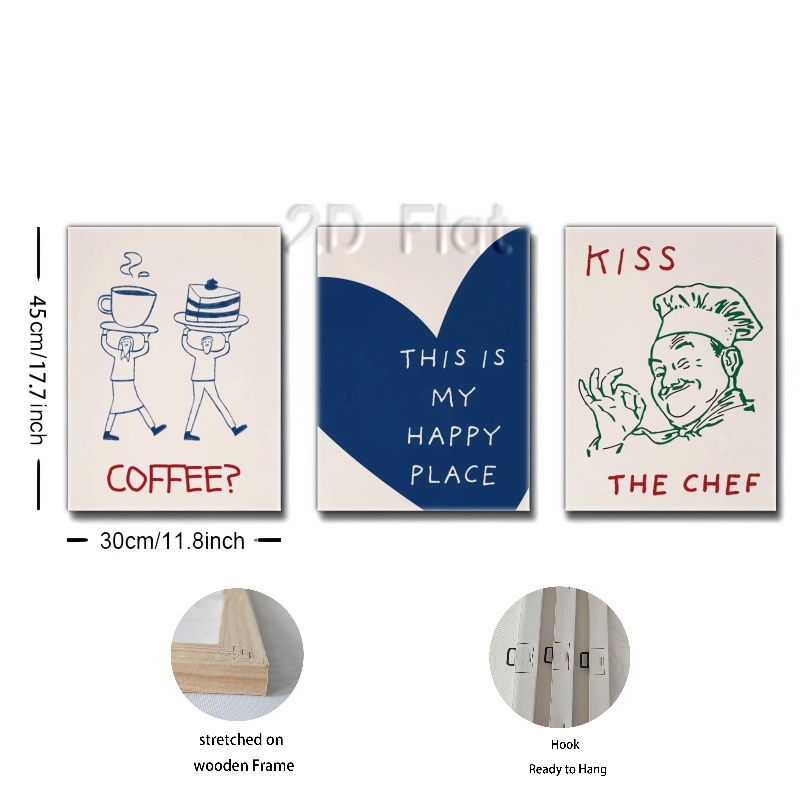 2.D Flat
KISS
THIS IS
MY
HAPPY
PLACE
COFFEE?
THE CHEF
45cm/17.7inch
30cm/11.8inch
stretched on
wooden Frame
Hook
Ready to Hang